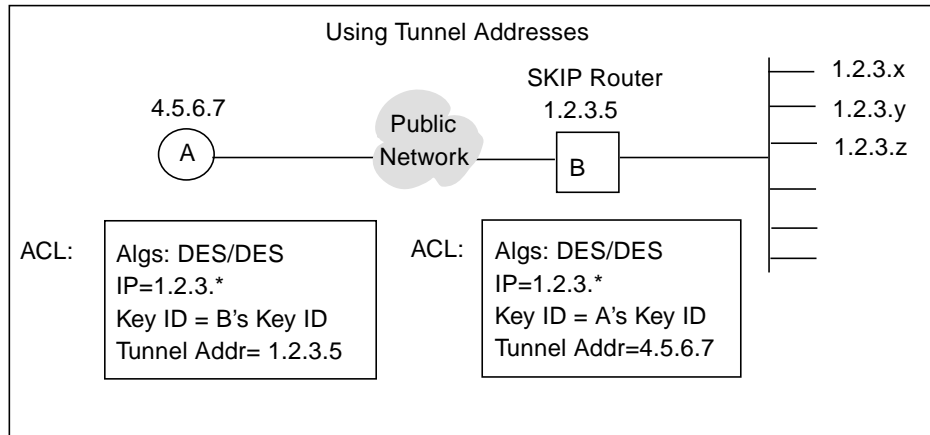 Using Tunnel Addresses
SKIP Router
1.2.3.5
4.5.6.7
A
Public
Network
B
1.2.3.x
1.2.3.y
1.2.3.z
ACL:
Algs: DES/DES
IP=1.2.3.*
Key ID = B's Key ID
Tunnel Addr= 1.2.3.5
ACL:
Algs: DES/DES
IP=1.2.3.*
Key ID = A's Key ID
Tunnel Addr=4.5.6.7